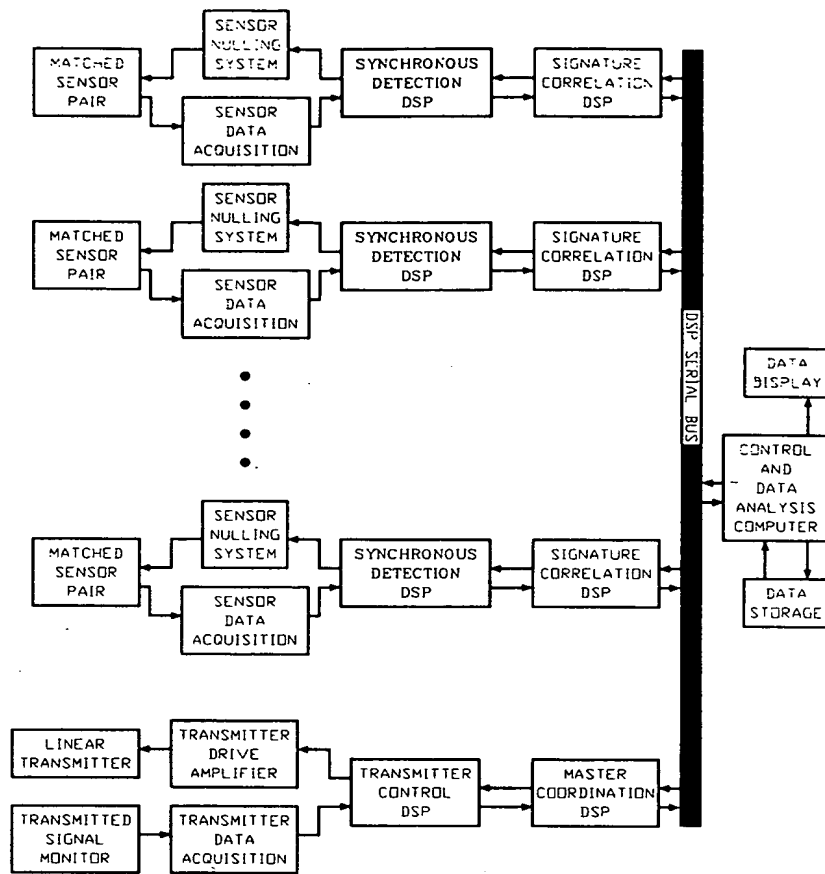 SENSOR
NULLING
SYSTEM
MATCHED
SENSOR
PAIR
SENSOR
DATA
ACQUISITION
SYNCHRONOUS
DETECTION
DSP
SIGNATURE
CORRELATION
DSP
SENSOR
NULLING
SYSTEM
MATCHED
SENSOR
PAIR
SENSOR
DATA
ACQUISITION
SYNCHRONOUS
DETECTION
DSP
SIGNATURE
CORRELATION
DSP
DSP SERIAL BUS
DATA
DISPLAY
CONTROL
AND
DATA
ANALYSIS
COMPUTER
DATA
STORAGE
SENSOR
NULLING
SYSTEM
MATCHED
SENSOR
PAIR
SENSOR
DATA
ACQUISITION
SYNCHRONOUS
DETECTION
DSP
SIGNATURE
CORRELATION
DSP
LINEAR
TRANSMITTER
TRANSMITTER
DRIVE
AMPLIFIER
TRANSMITTER
CONTROL
DSP
MASTER
COORDINATION
DSP
TRANSMITTED
SIGNAL
MONITOR
TRANSMITTER
DATA
ACQUISITION